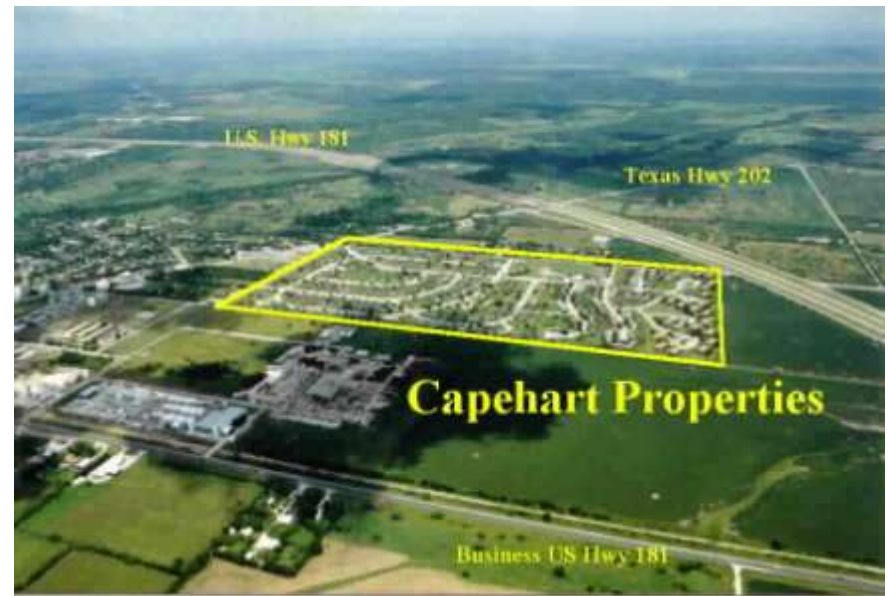 U.S. Hwy 181
Texas Hwy 202
Capehart Properties
Business US Hwy 181